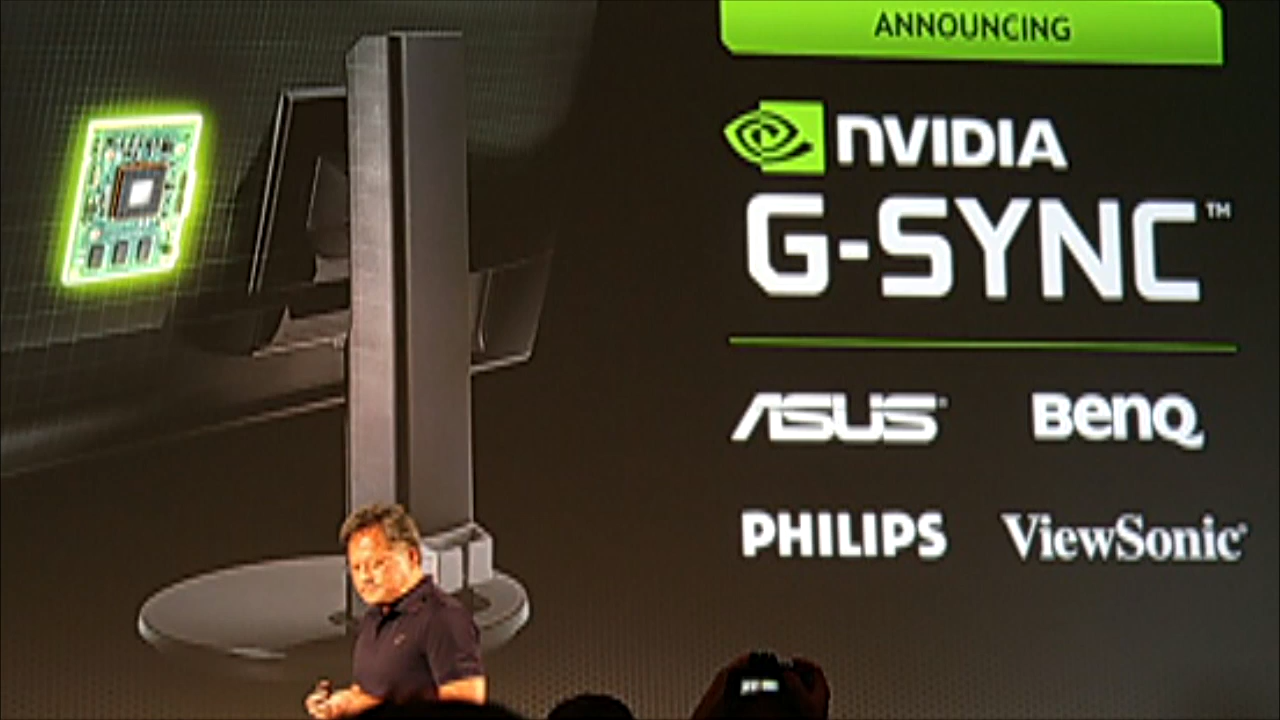 ANNOUNCING
NVIDIA
G-SYNC™
ASUS BenQ
PHILIPS ViewSonic